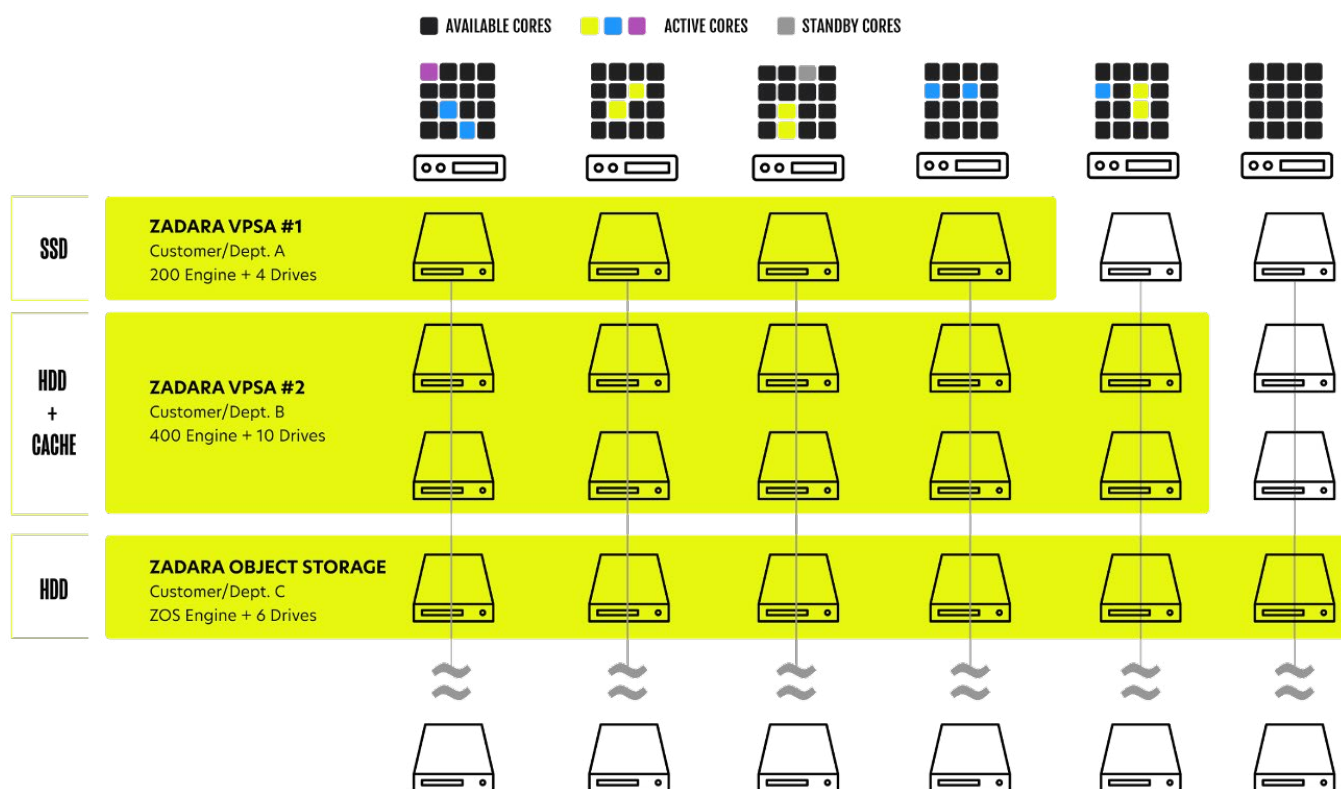 AVAILABLE CORES
ACTIVE CORES
STANDBY CORES
SSD
ZADARA VPSA #1
Customer/Dept. A
200 Engine + 4 Drives
HDD
+
CACHE
ZADARA VPSA #2
Customer/Dept. B
400 Engine + 10 Drives
HDD
ZADARA OBJECT STORAGE
Customer/Dept. C
ZOS Engine + 6 Drives